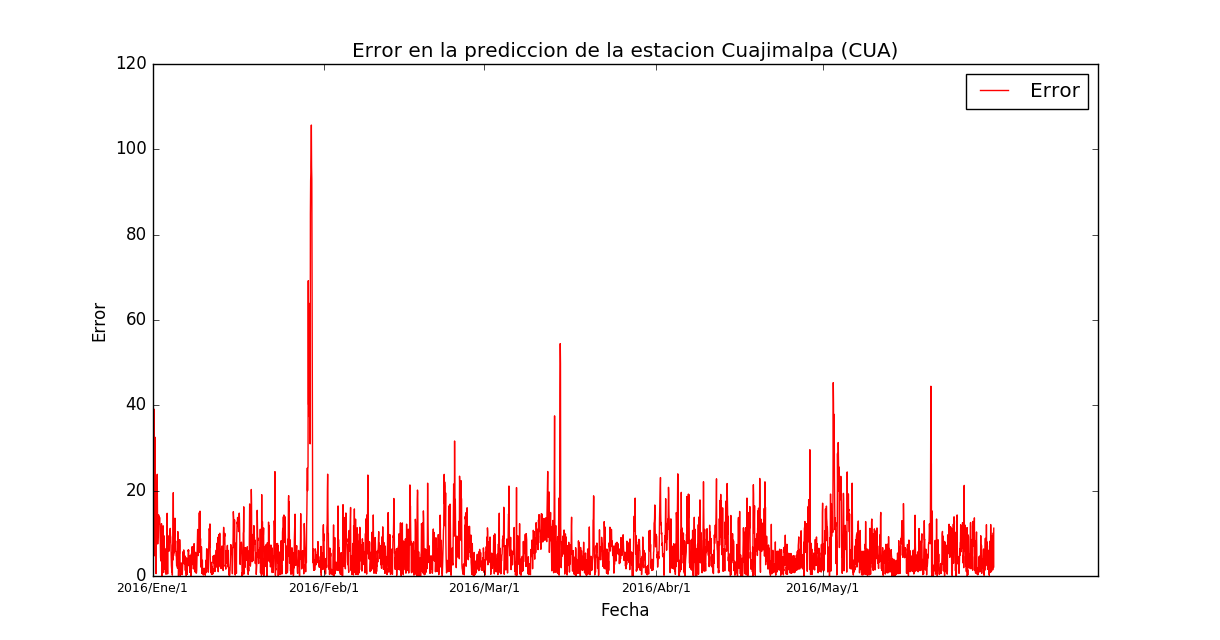 Error en la prediccion de la estacion Cuajimalpa (CUA)
Error
120
100
80
60
40
20
0
Error
2016/Ene/1
2016/Feb/1
2016/Mar/1
2016/Abr/1
2016/May/1
Fecha